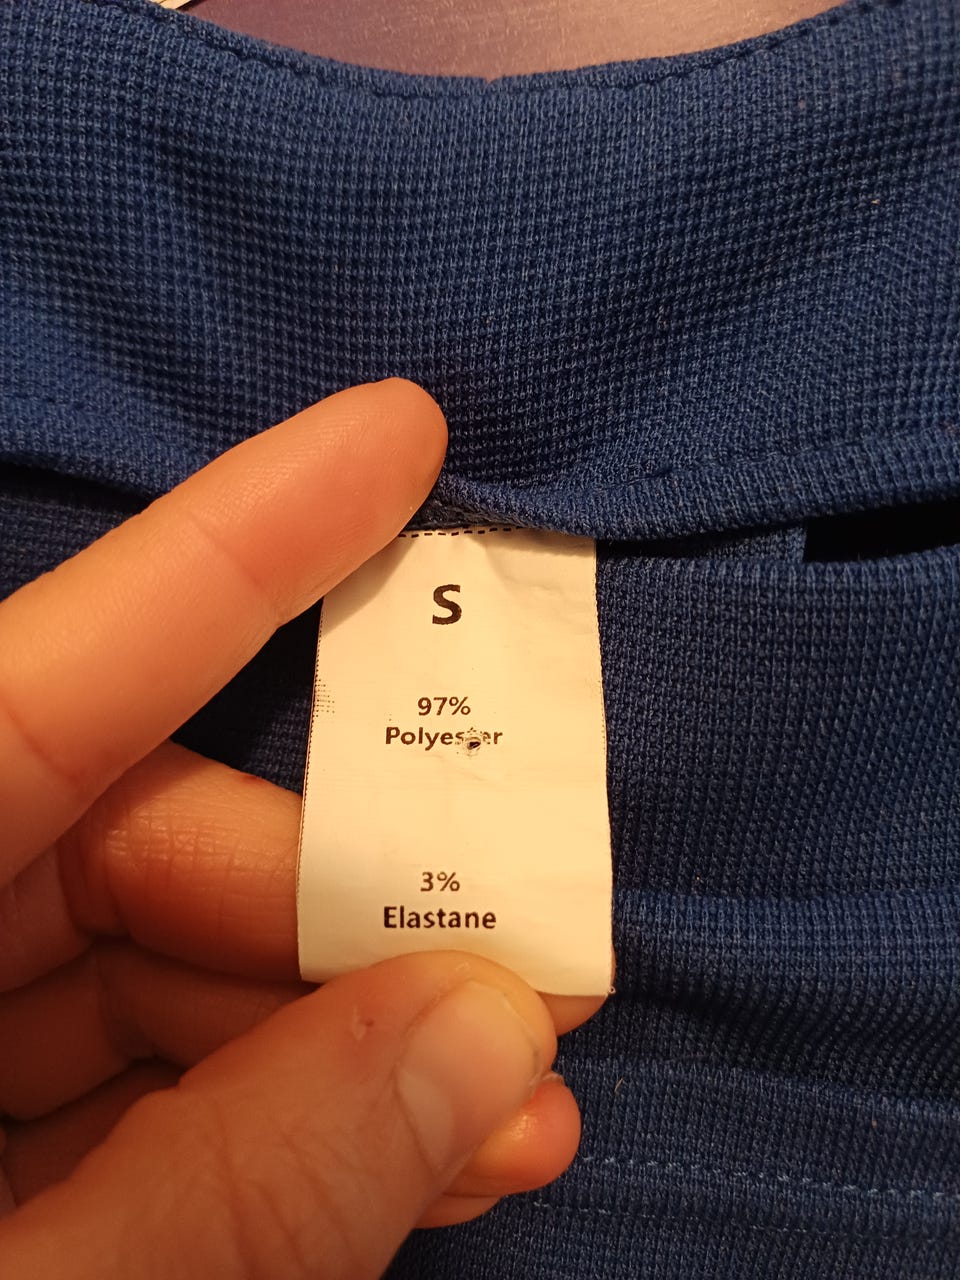 S
97%
Polyester
3%
Elastane